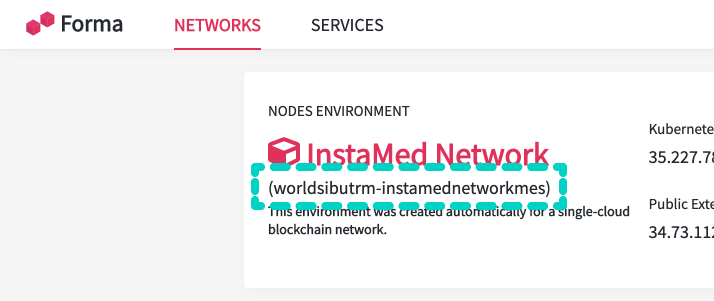 Forma
NETWORKS
SERVICES
NODES ENVIRONMENT
InstaMed Network
(worldsibutrm-instamednetworkmes)
This environment was created automatically for a single-cloud
blockchain network.
Kubernete
35.227.78
Public Exte
34.73.112